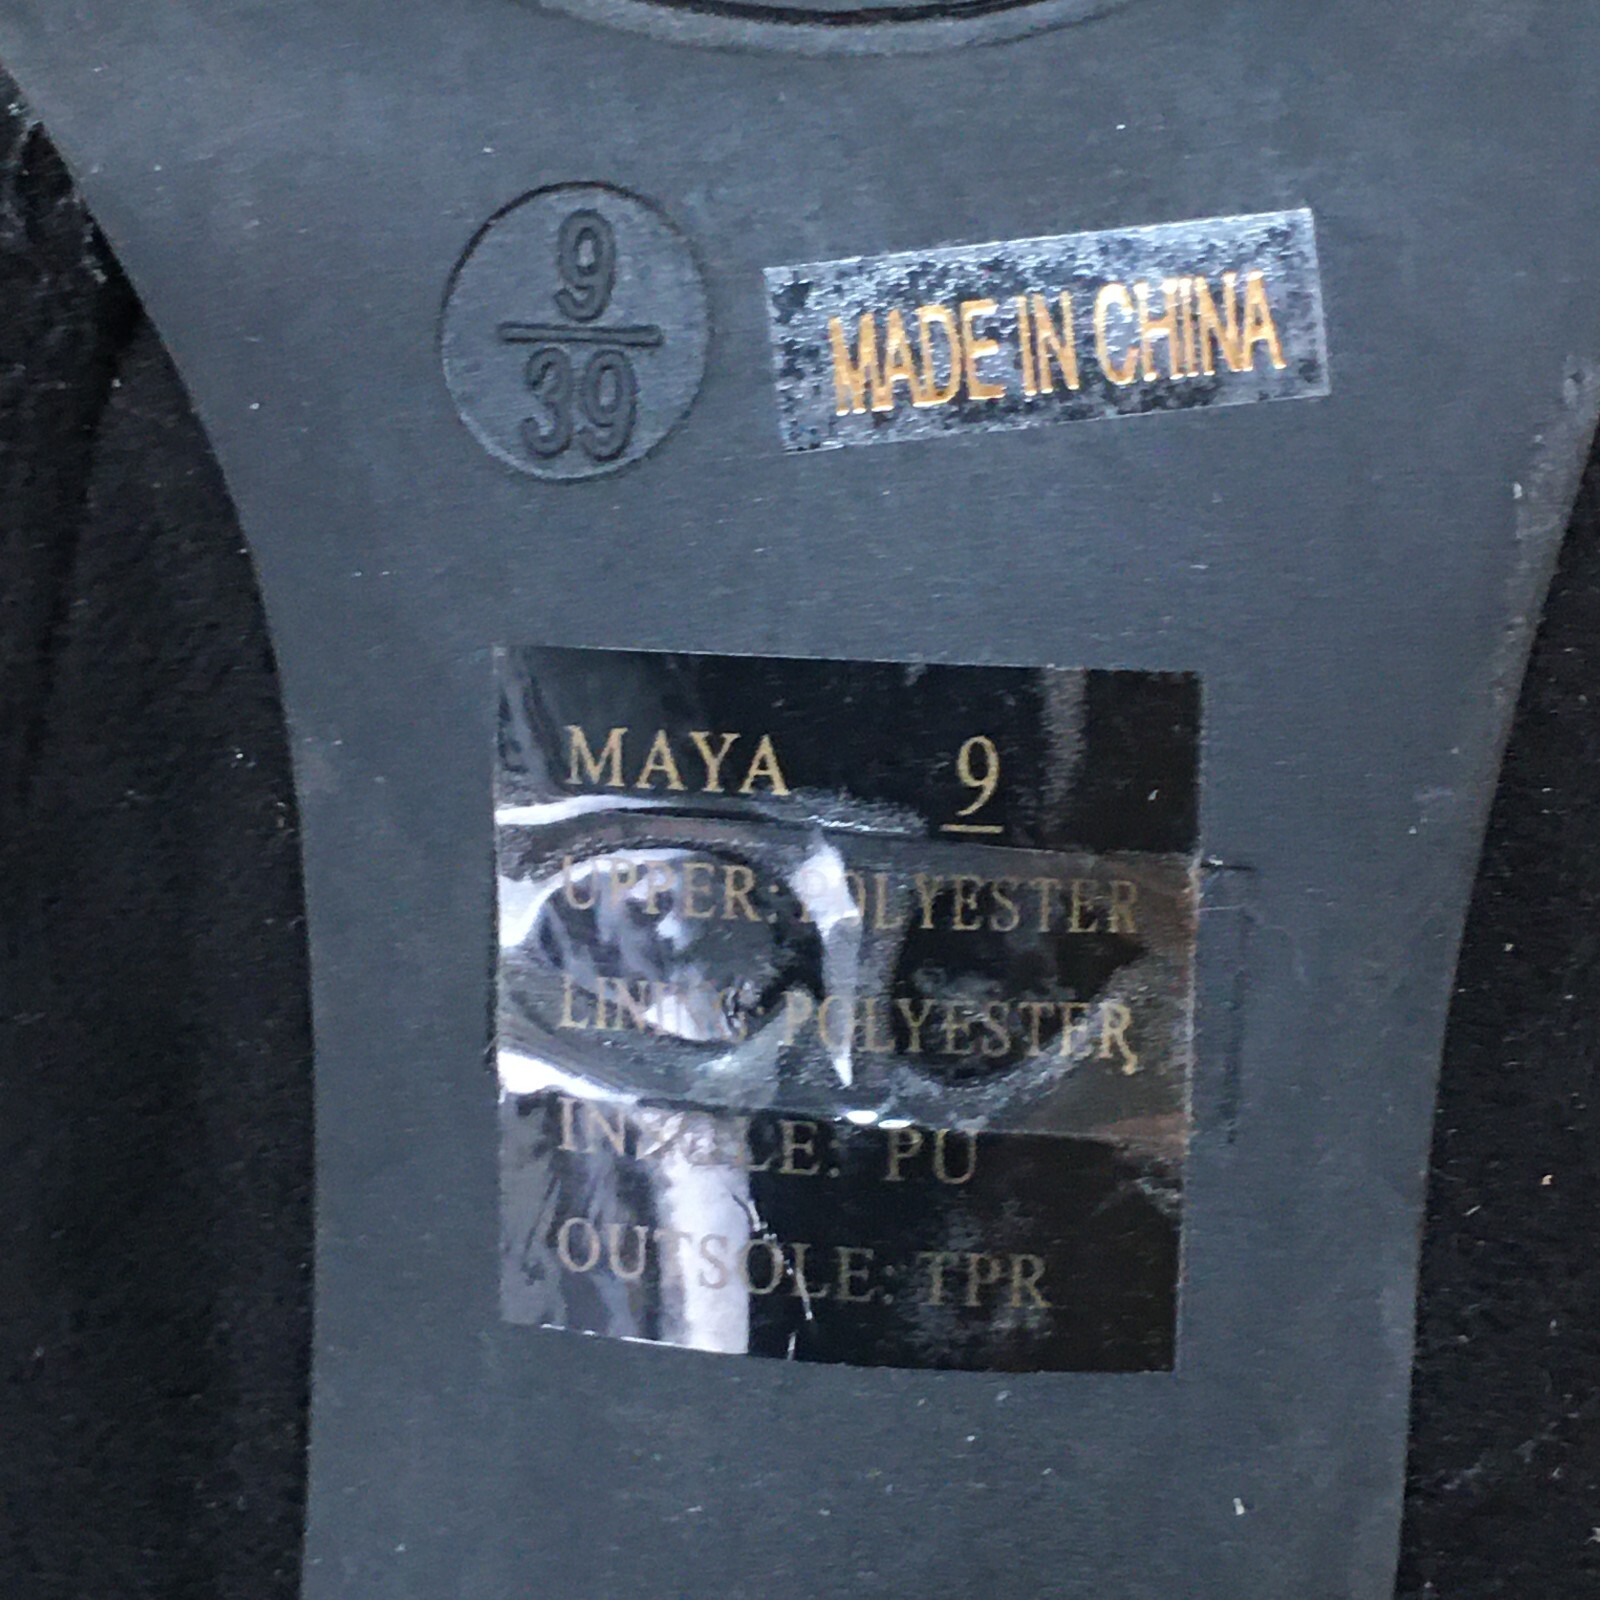 9
39
MADE IN CHINA
MAYA 9
UPPER: POLYESTER
LINING: POLYESTER
INSOLE: PU
OUTSOLE: TPR